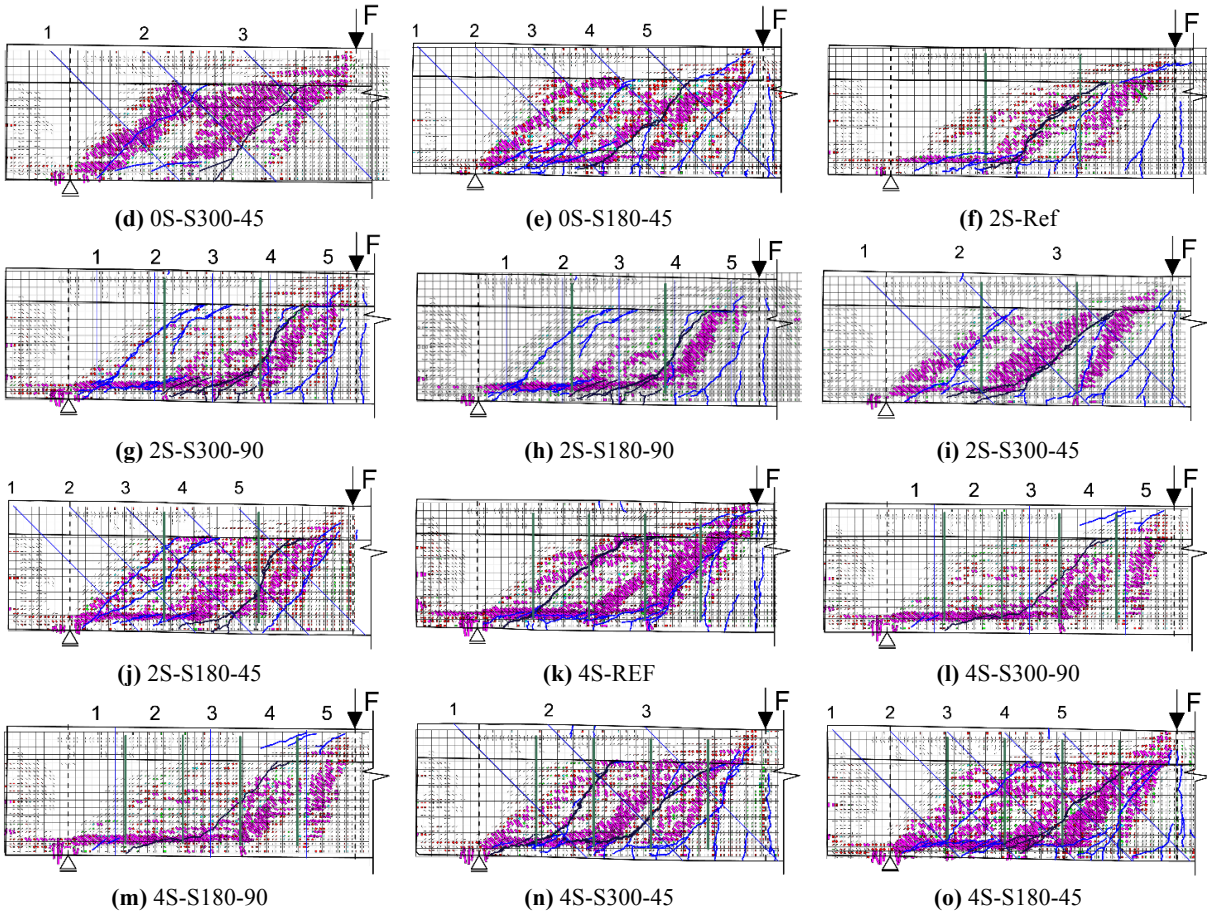 1 2 3 F
1 2 3 4 5 F
F
(d) 0S-S300-45
(e) 0S-S180-45
(f) 2S-Ref
1 2 3 4 5 F
1 2 3 4 5 F
1 2 3 F
(g) 2S-S300-90
(h) 2S-S180-90
(i) 2S-S300-45
1 2 3 4 5 F
F
1 2 3 4 5 F
(j) 2S-S180-45
(k) 4S-REF
(l) 4S-S300-90
1 2 3 4 5 F
1 2 3 F
1 2 3 4 5 F
(m) 4S-S180-90
(n) 4S-S300-45
(o) 4S-S180-45